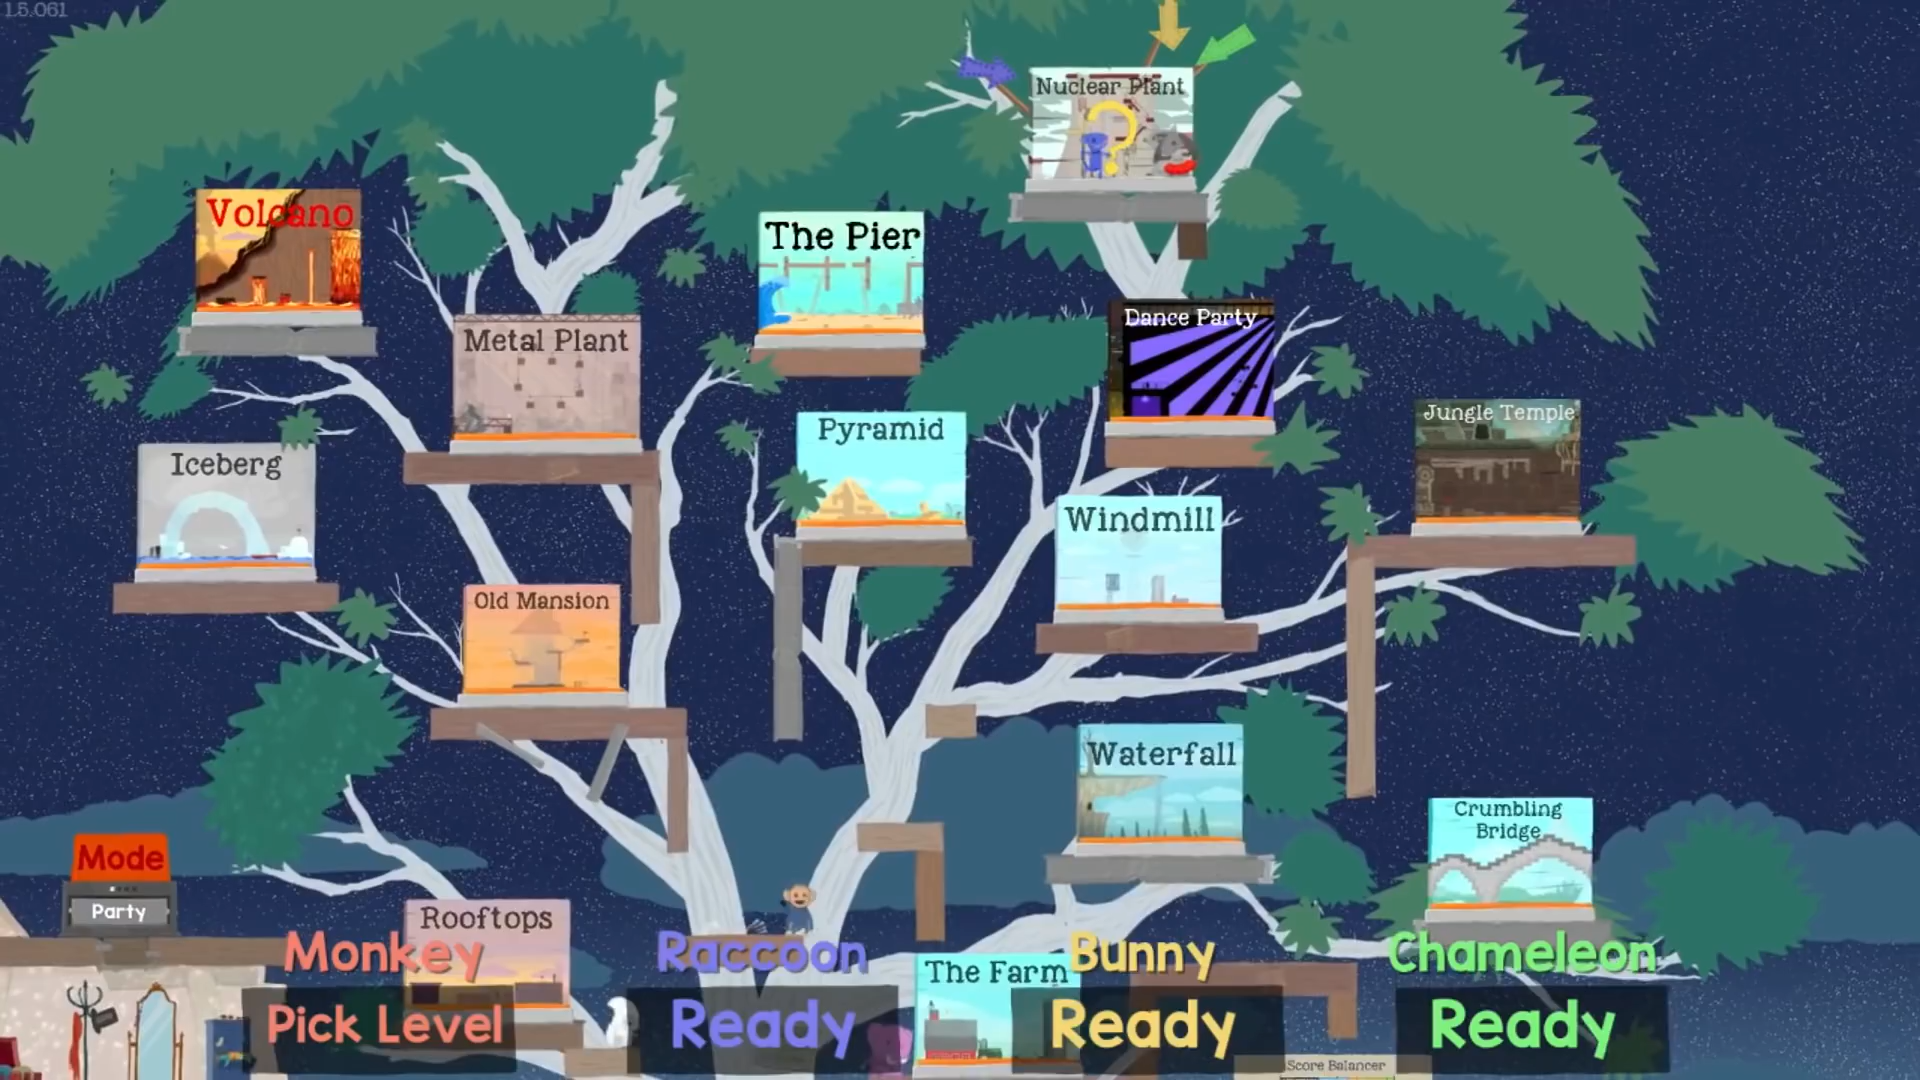 1.5.061
Nuclear Plant
Volcano
The Pier
Dance Party
Metal Plant
Jungle Temple
Pyramid
Iceberg
Windmill
Old Mansion
Waterfall
Crumbling
Bridge
Mode
Party
Rooftops
The Farm
Monkey
Pick Level
Raccoon
Ready
Bunny
Ready
Chameleon
Ready
Score Balancer